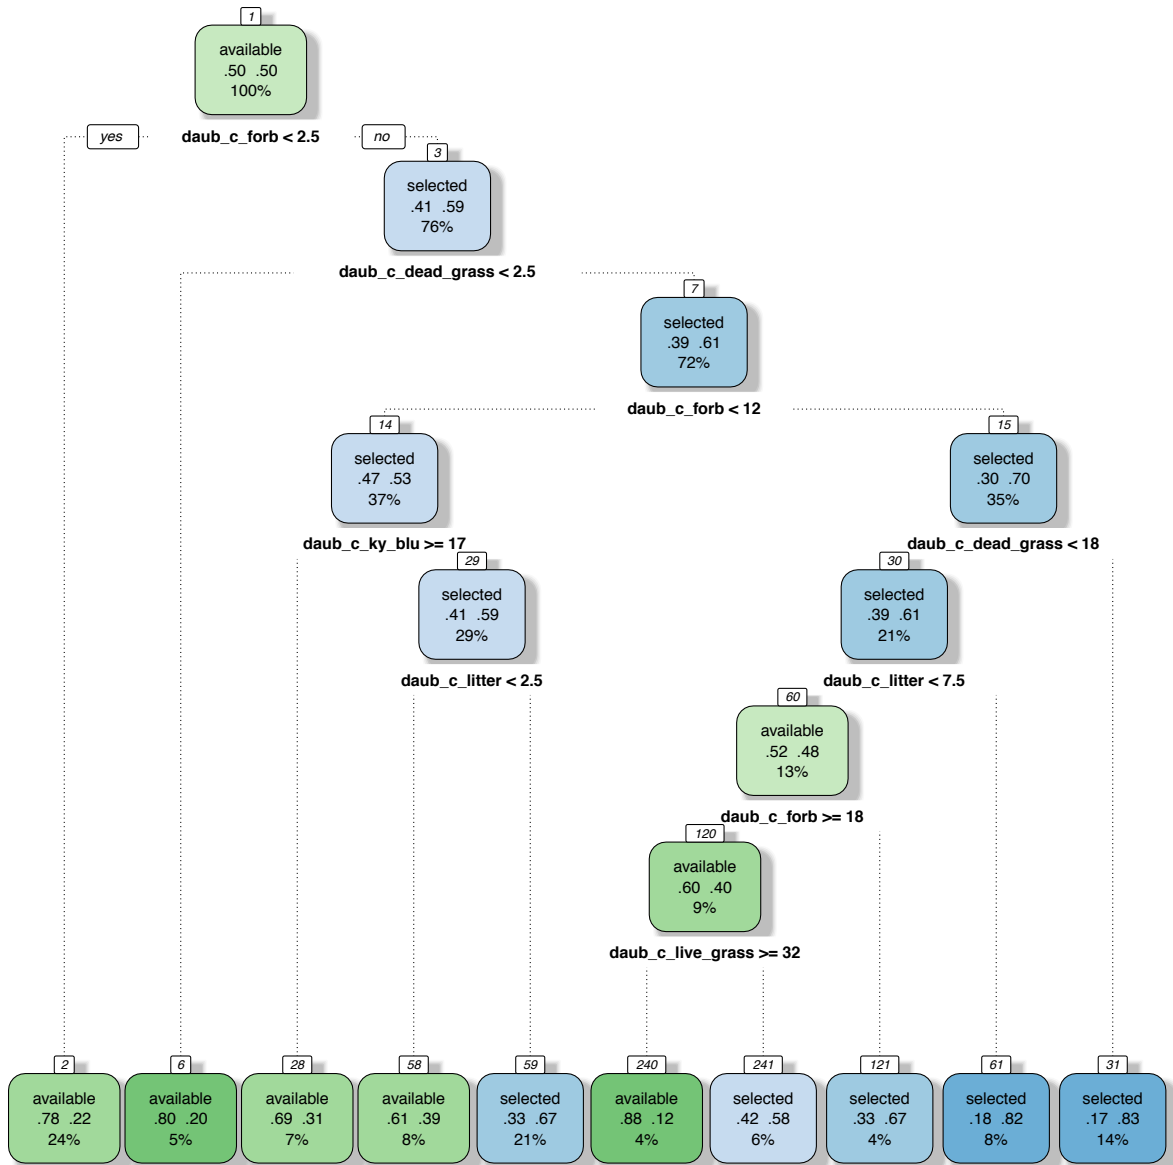 1
available
.50 .50
100%
yes
daub_c_forb < 2.5
no
3
selected
.41 .59
76%
daub_c_dead_grass < 2.5
7
selected
.39 .61
72%
daub_c_forb < 12
14
selected
.47 .53
37%
daub_c_ky_blu >= 17
15
selected
.30 .70
35%
daub_c_dead_grass < 18
29
selected
.41 .59
29%
daub_c_litter < 2.5
30
selected
.39 .61
21%
daub_c_litter < 7.5
60
available
.52 .48
13%
daub_c_forb >= 18
120
available
.60 .40
9%
daub_c_live_grass >= 32
2
available
.78 .22
24%
6
available
.80 .20
5%
28
available
.69 .31
7%
58
available
.61 .39
8%
59
selected
.33 .67
21%
240
available
.88 .12
4%
241
selected
.42 .58
6%
121
selected
.33 .67
4%
61
selected
.18 .82
8%
31
selected
.17 .83
14%